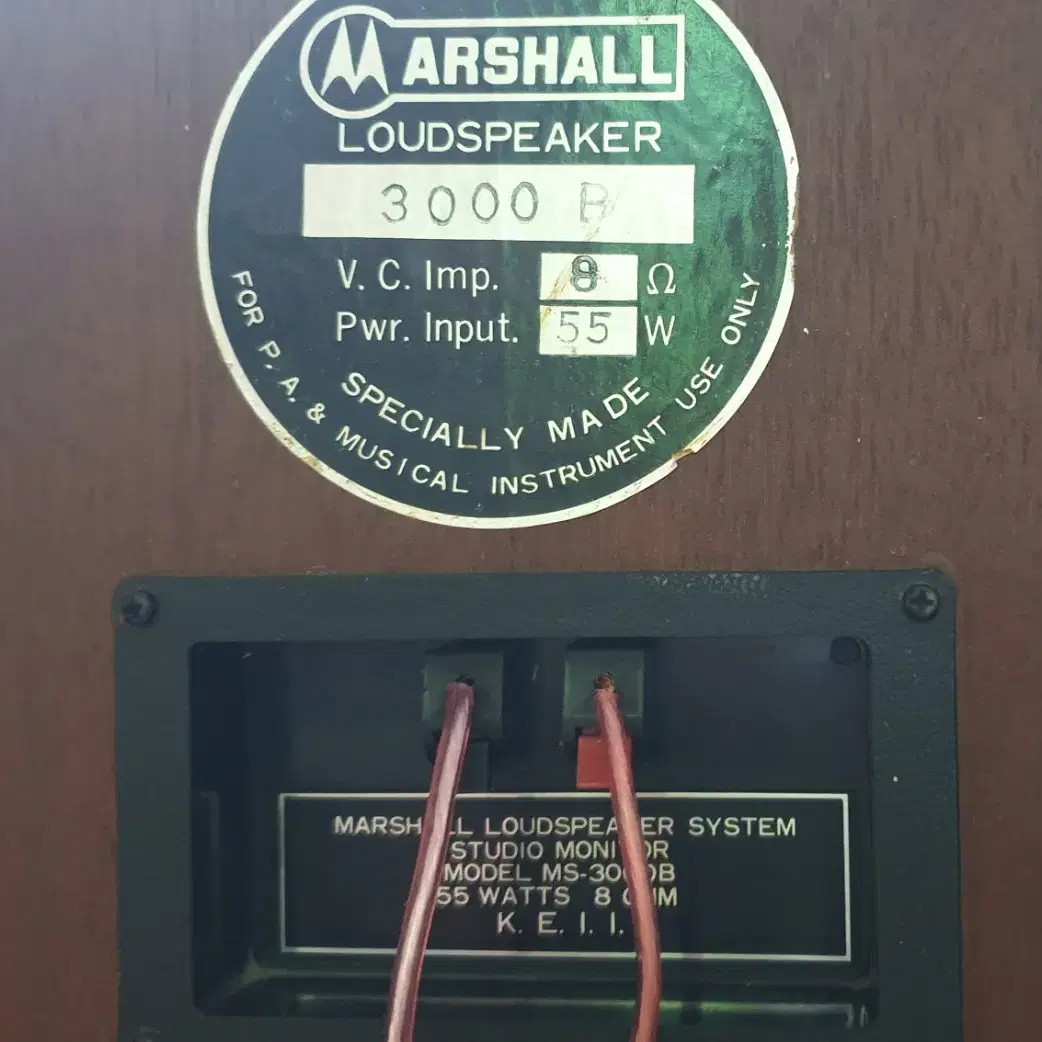 MARSHALL
LOUDSPEAKER
3000 B
V. C. Imp. 8 Ω
Pwr. Input. 55 W
SPECIALLY MADE
FOR P. A. & MUSICAL INSTRUMENT USE ONLY
MARSHALL LOUDSPEAKER SYSTEM
STUDIO MONITOR
MODEL MS-3000B
55 WATTS 8 OHM
K. E. I. I.